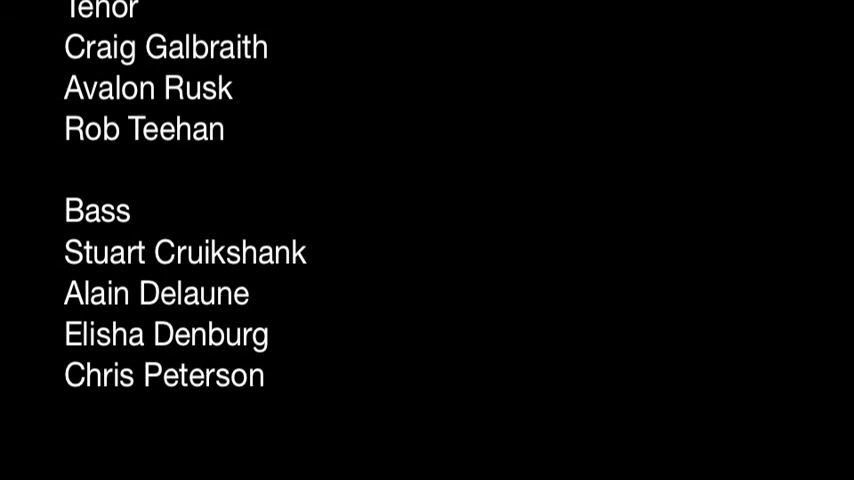 Tenor
Craig Galbraith
Avalon Rusk
Rob Teehan
Bass
Stuart Cruikshank
Alain Delaune
Elisha Denburg
Chris Peterson